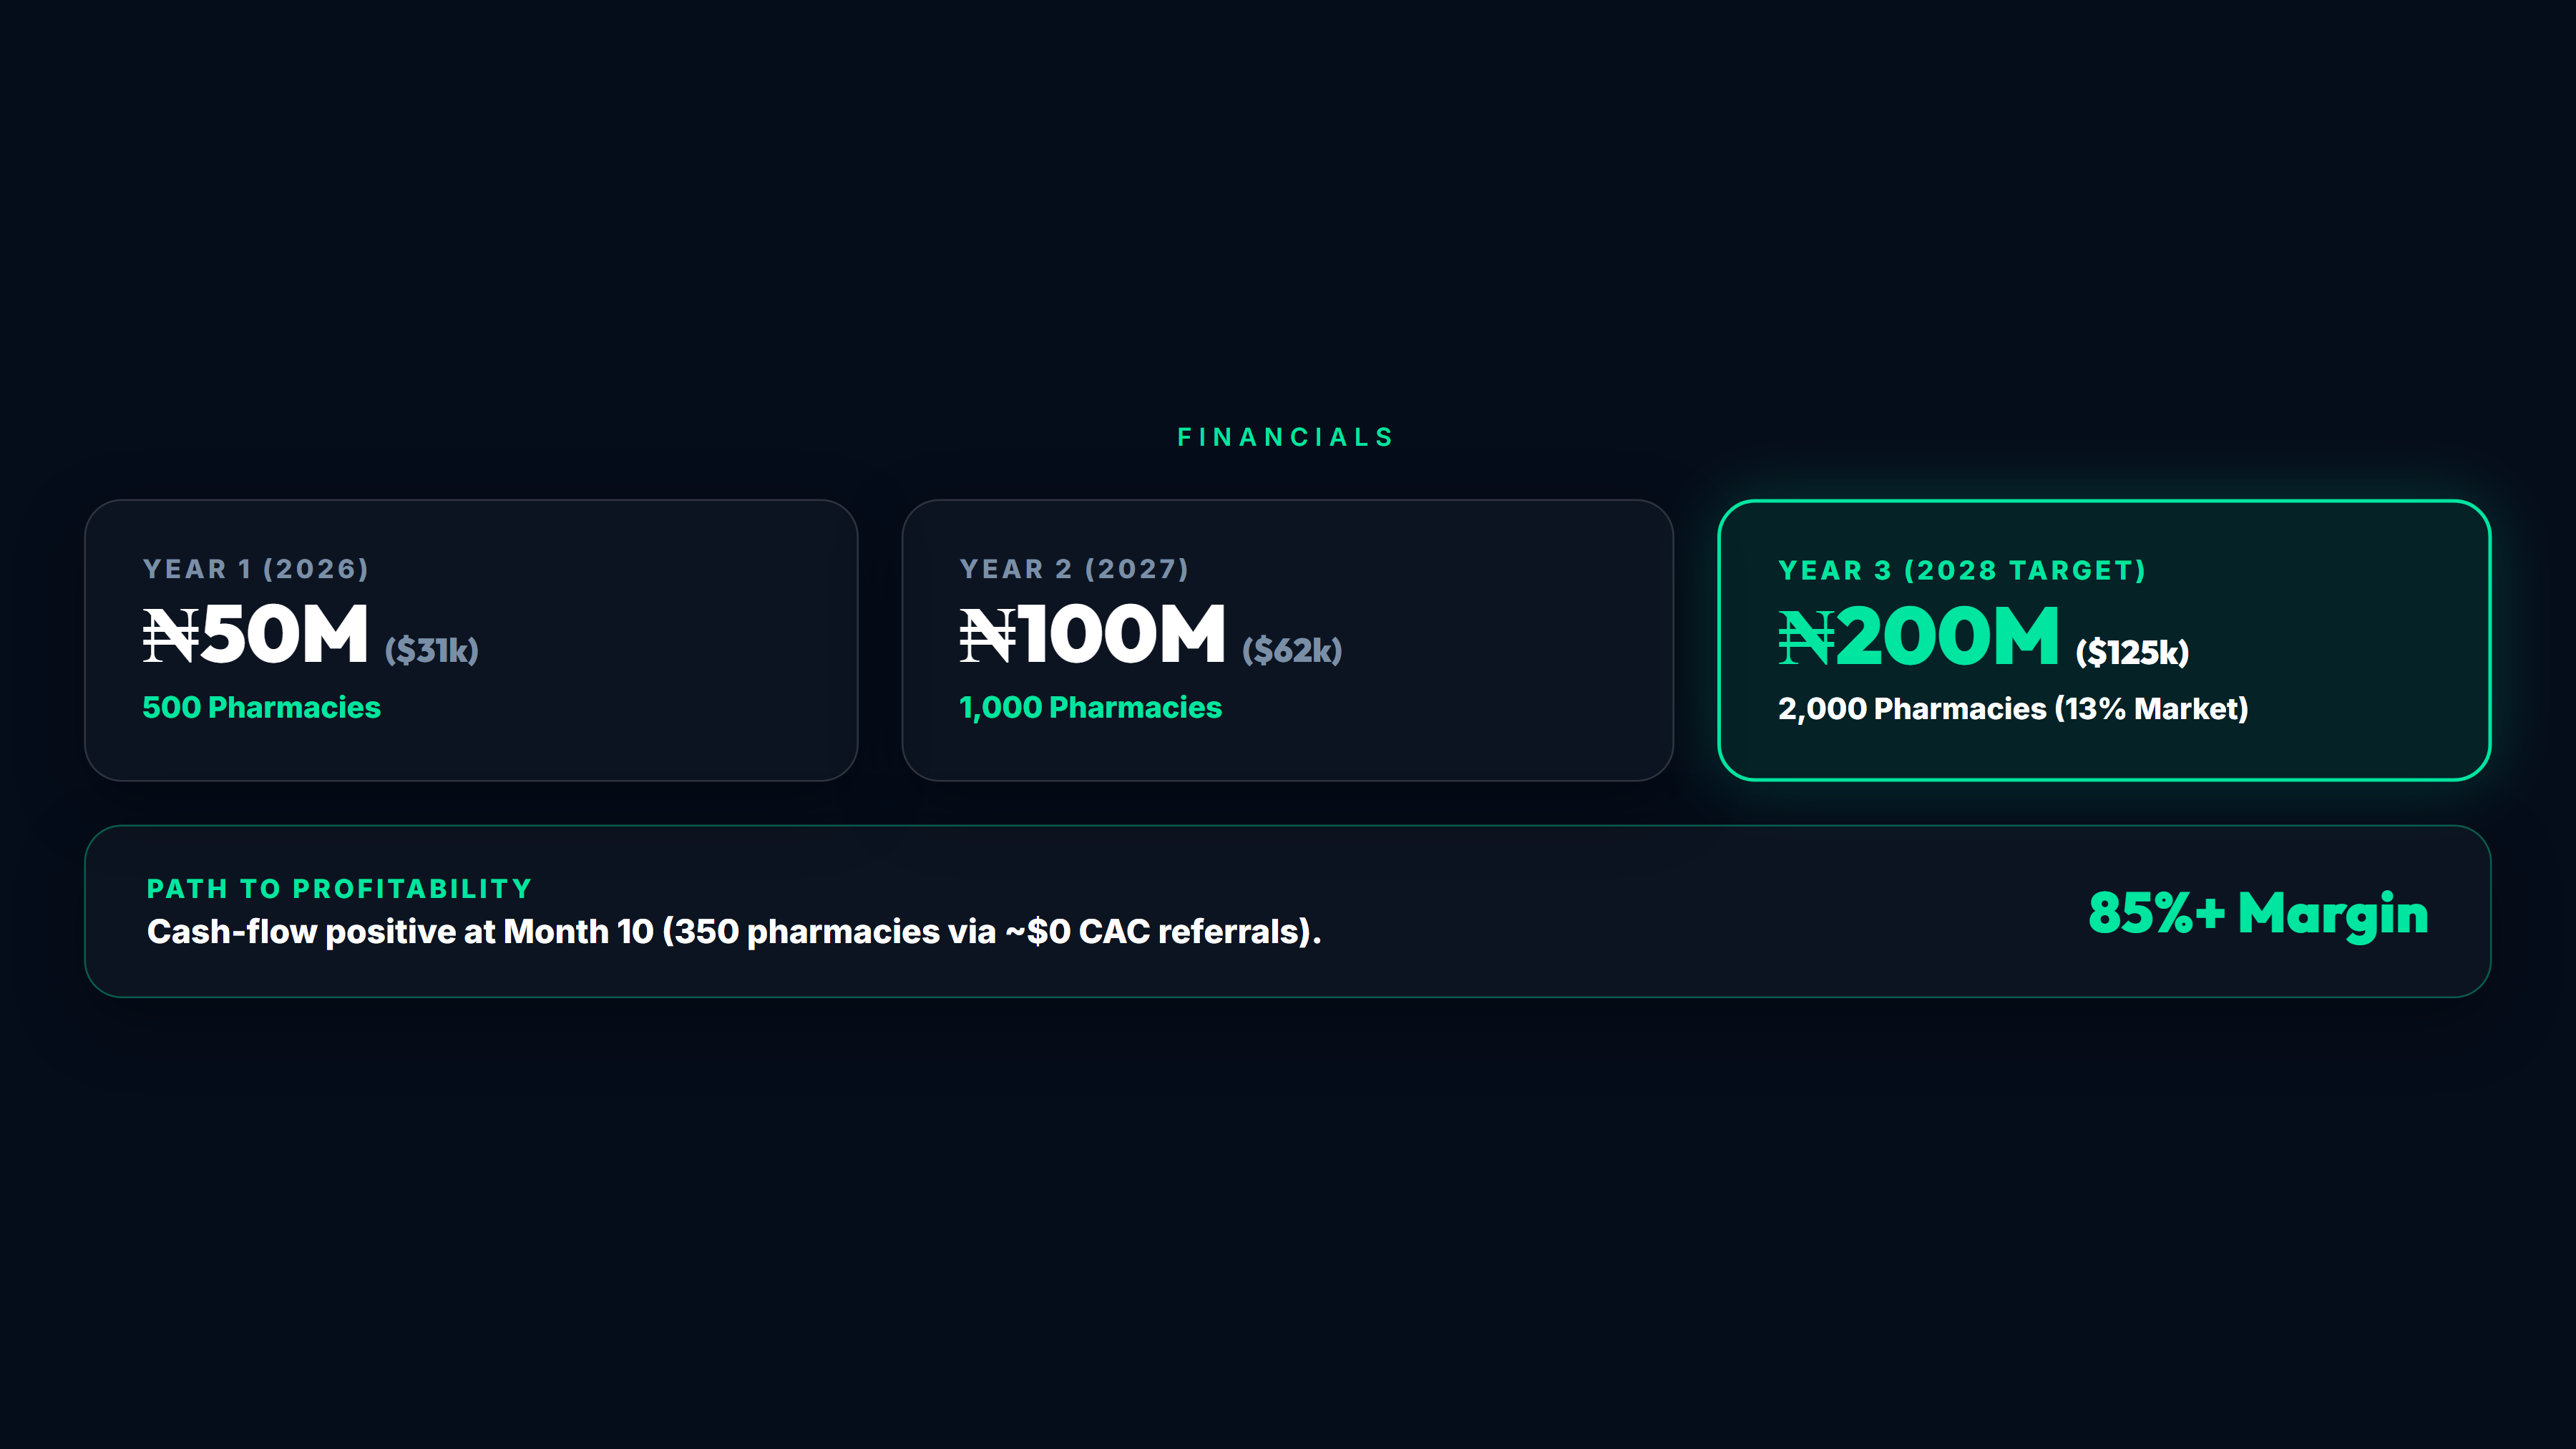 FINANCIALS
YEAR 1 (2026)
₦50M ($31k)
500 Pharmacies
YEAR 2 (2027)
₦100M ($62k)
1,000 Pharmacies
YEAR 3 (2028 TARGET)
₦200M ($125k)
2,000 Pharmacies (13% Market)
PATH TO PROFITABILITY
Cash-flow positive at Month 10 (350 pharmacies via ~$0 CAC referrals).
85%+ Margin